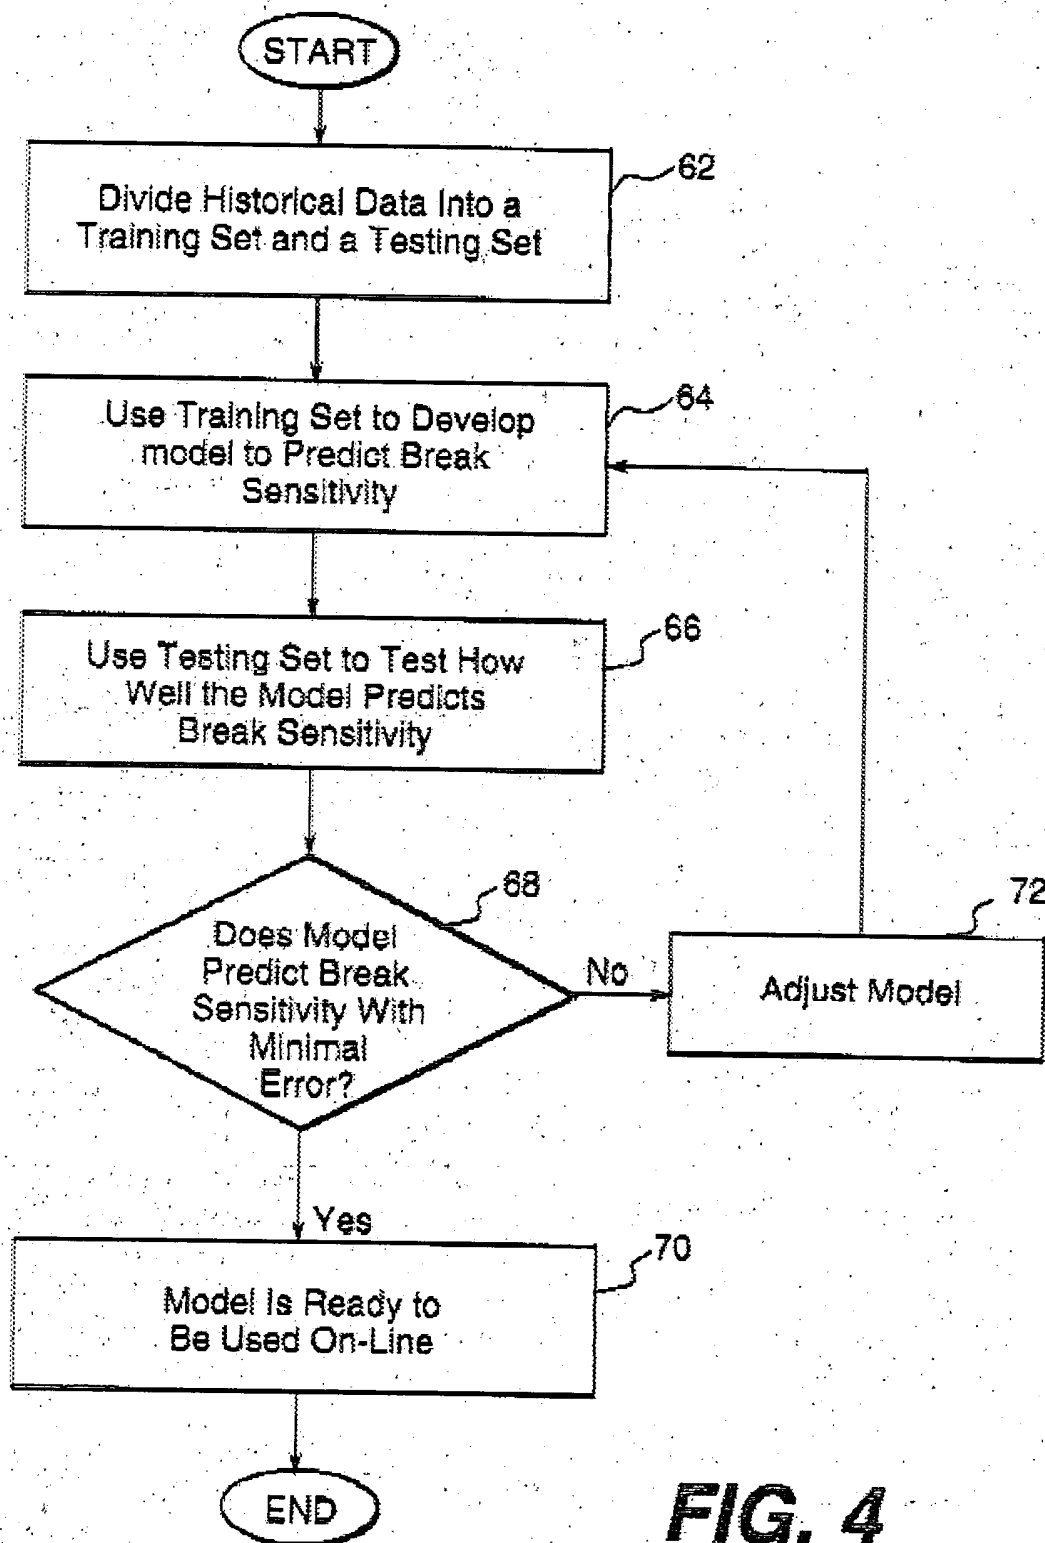 START
62
Divide Historical Data Into a
Training Set and a Testing Set
64
Use Training Set to Develop
model to Predict Break
Sensitivity
66
Use Testing Set to Test How
Well the Model Predicts
Break Sensitivity
68
Does Model
Predict Break
Sensitivity With
Minimal
Error?
No
72
Adjust Model
Yes
70
Model Is Ready to
Be Used On-Line
END
FIG. 4